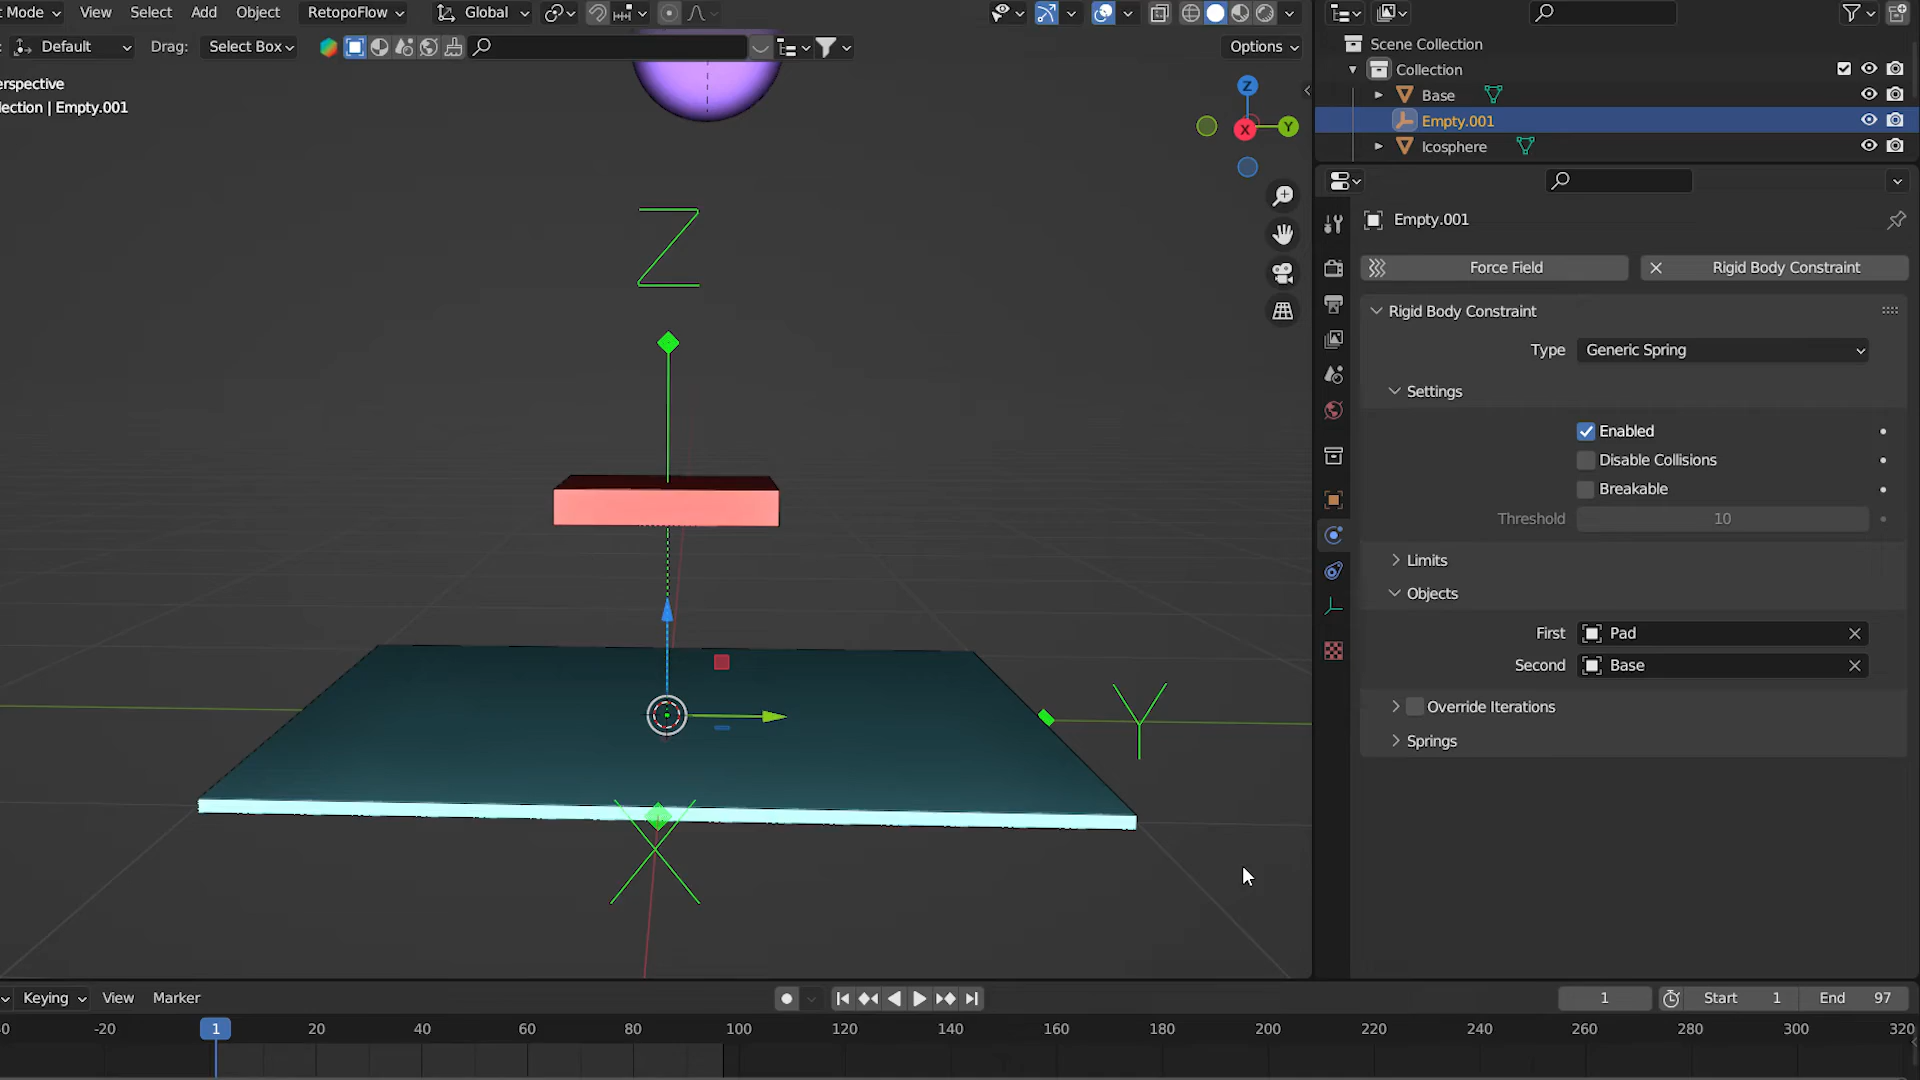 t Mode View Select Add Object RetopoFlow Global
Default Drag: Select Box Options
erspective
lection | Empty.001
Z
X Y
Z
Y
X
Scene Collection
Collection
Base
Empty.001
Icosphere
Empty.001
Force Field Rigid Body Constraint
Rigid Body Constraint
Type Generic Spring
Settings
Enabled
Disable Collisions
Breakable
Threshold 10
Limits
Objects
First Pad
Second Base
Override Iterations
Springs
Keying View Marker 1 Start 1 End 97
0 -20 1 20 40 60 80 100 120 140 160 180 200 220 240 260 280 300 320